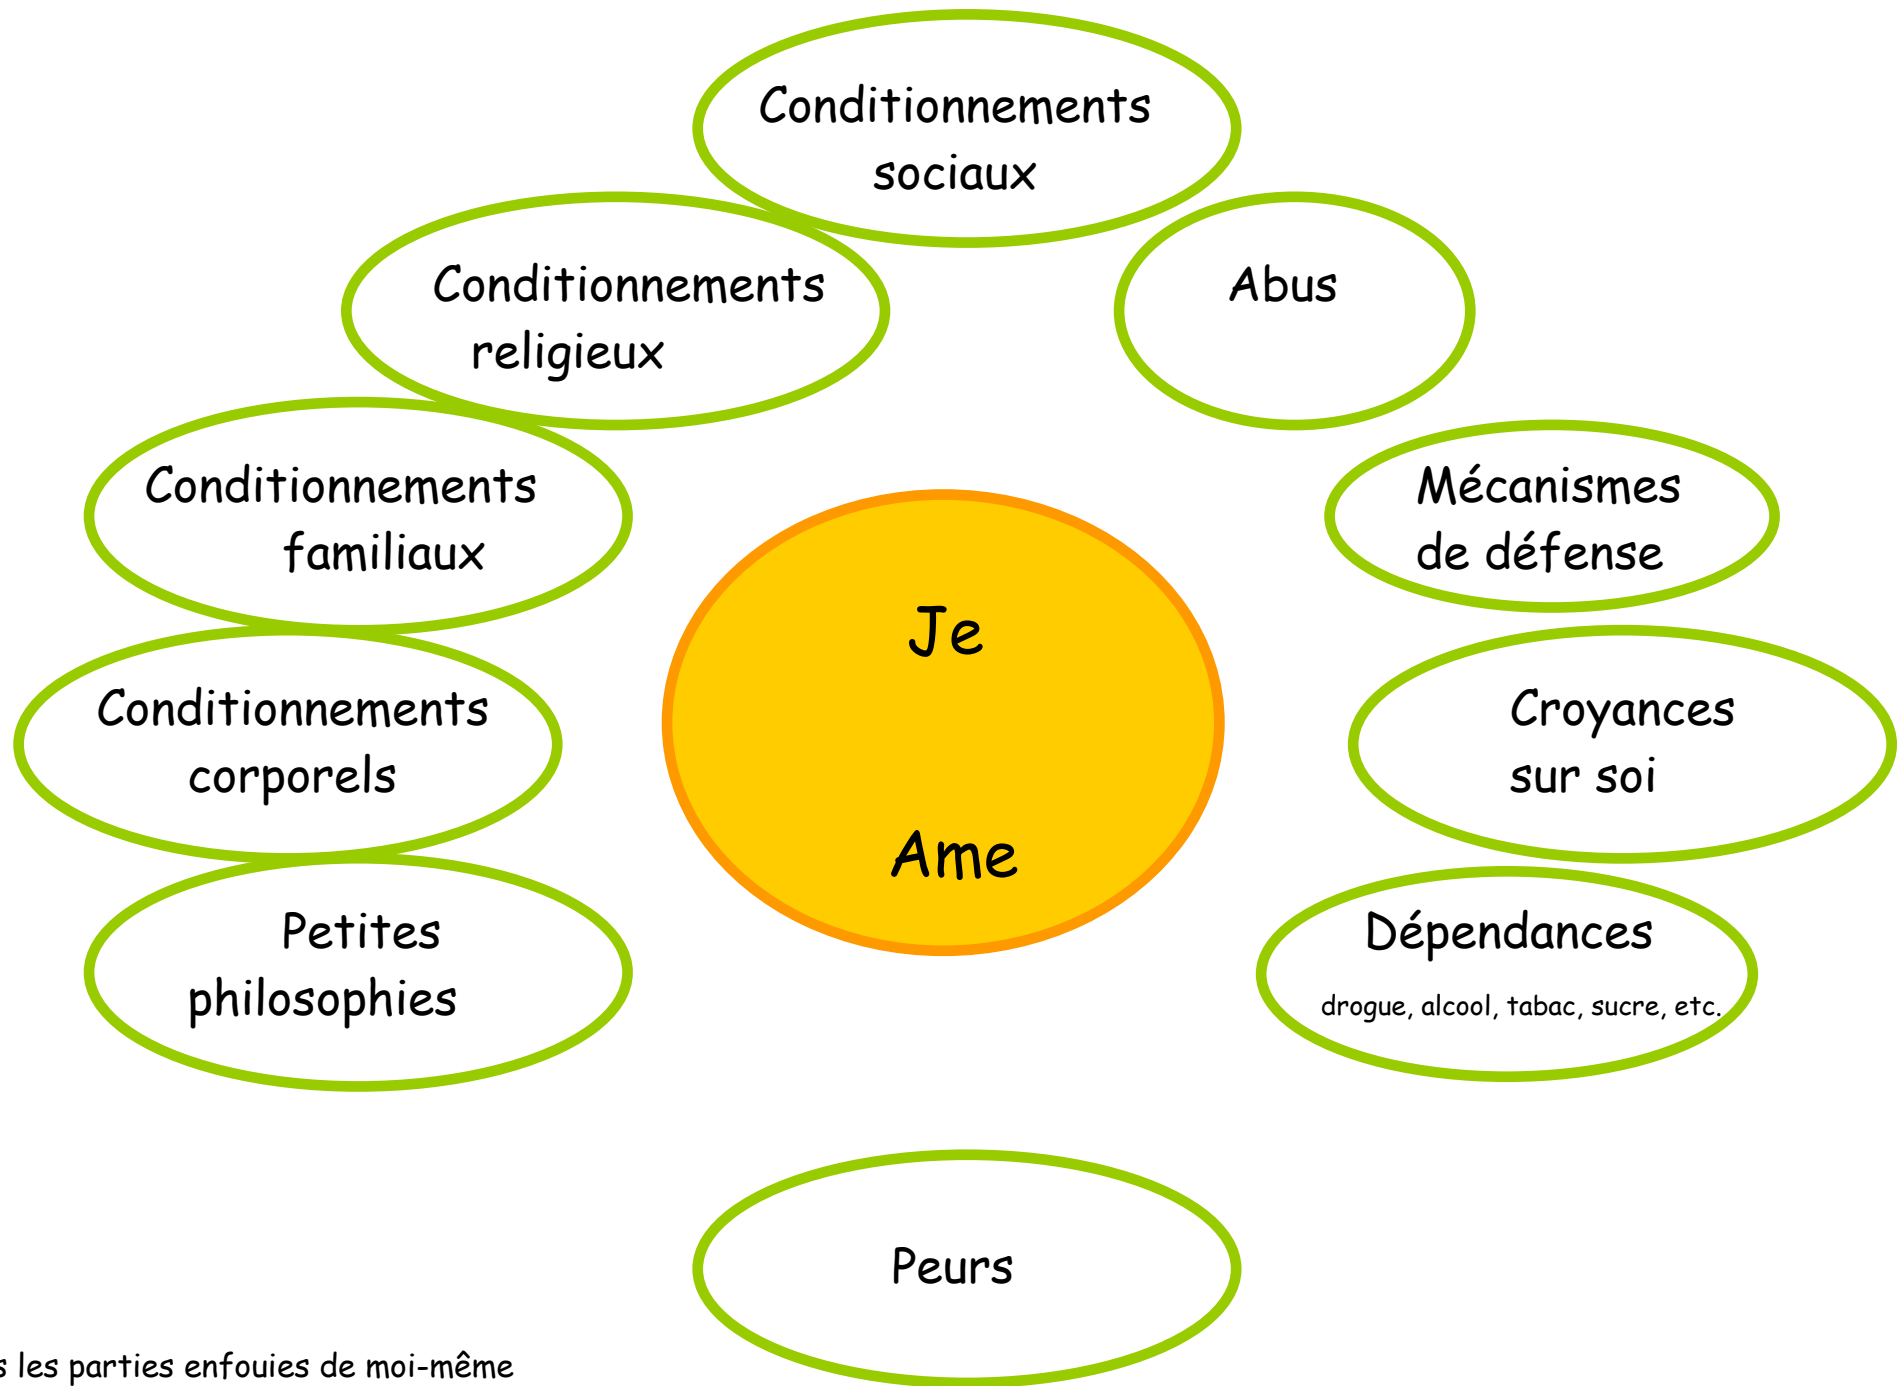 Conditionnements
sociaux
Conditionnements
religieux
Abus
Conditionnements
familiaux
Mécanismes
de défense
Je
Ame
Conditionnements
corporels
Croyances
sur soi
Petites
philosophies
Dépendances
drogue, alcool, tabac, sucre, etc.
Peurs
les parties enfouies de moi-même